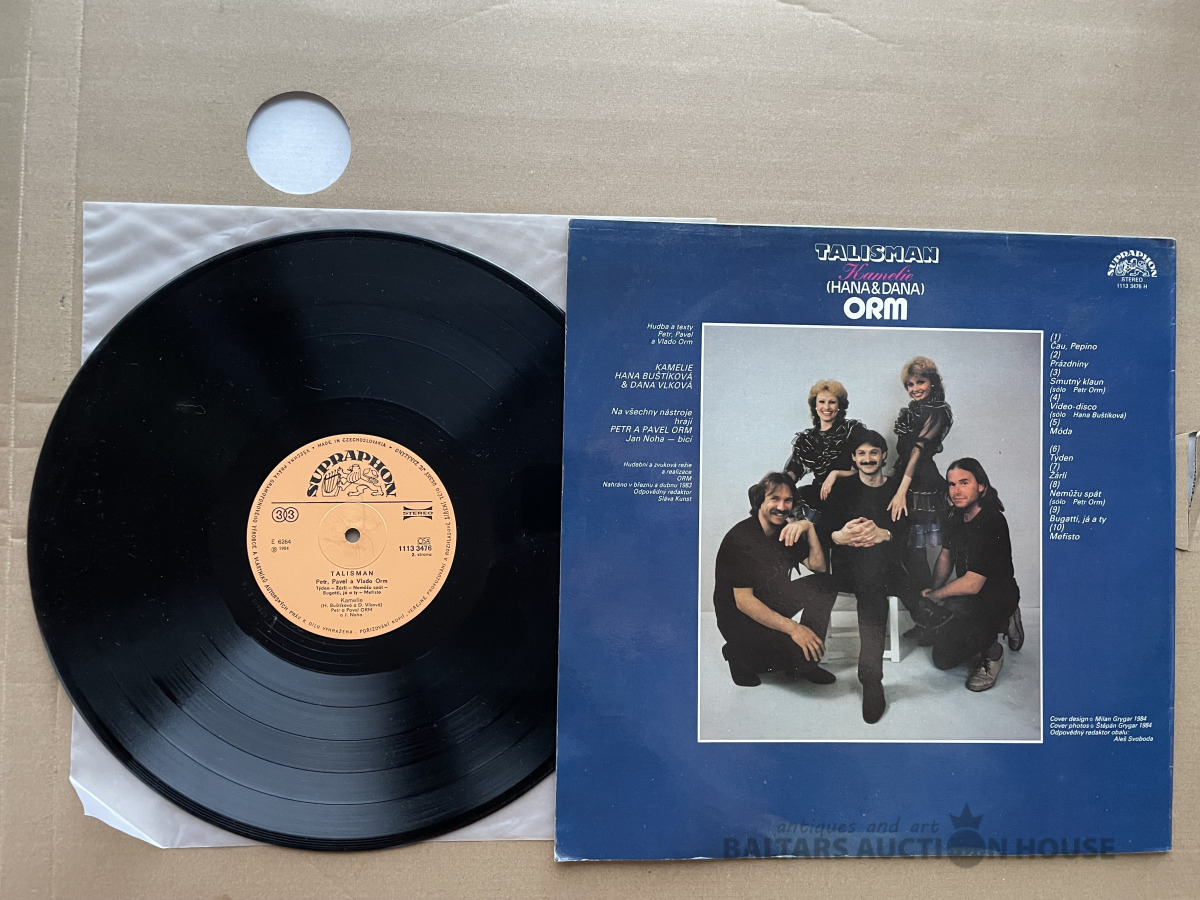 SUPRAPHON
MADE IN CZECHOSLOVAKIA
33
STEREO
E 6264
℗ 1984
OSA
1113 3476
2. strana
TALISMAN
Petr, Pavel a Vlado Orm
Týden – Žárlí – Nemůžu spát –
Bugatti, já a ty – Mefisto
Kamelie
(H. Buštíková a D. Vlková)
Petr a Pavel ORM
a J. Noha
TALISMAN
Kamelie
(HANA & DANA)
ORM
SUPRAPHON
STEREO
1113 3476 H
Hudba a texty
Petr, Pavel
a Vlado Orm
KAMELIE
HANA BUŠTÍKOVÁ
& DANA VLKOVÁ
Na všechny nástroje
hrají
PETR A PAVEL ORM
Jan Noha — bicí
Hudební a zvuková režie
a realizace
ORM
Nahráno v březnu a dubnu 1983
Odpovědný redaktor
Sláva Kunst
(1)
Čau, Pepino
(2)
Prázdniny
(3)
Smutný klaun
(sólo Petr Orm)
(4)
Video-disco
(sólo Hana Buštíková)
(5)
Móda
(6)
Týden
(7)
Žárlí
(8)
Nemůžu spát
(sólo Petr Orm)
(9)
Bugatti, já a ty
(10)
Mefisto
Cover design © Milan Grygar 1984
Cover photos © Štěpán Grygar 1984
Odpovědný redaktor obalu:
Aleš Svoboda
antiques and art
BALTARS AUCTION HOUSE